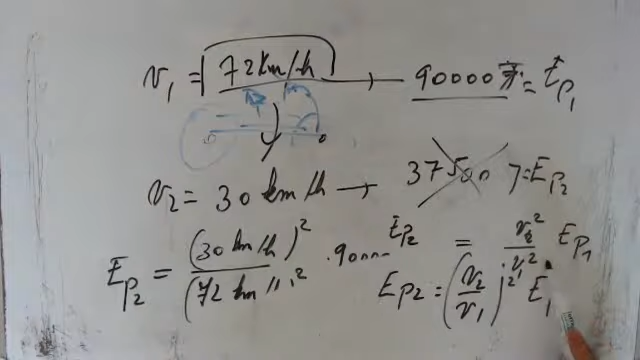 v₁ = 72 km/h → 90000 J = Ep₁
v₂ = 30 km/h → 37500 J = Ep₂
Ep₂ = v₂² / v₁² Ep₁
Ep₂ = (30 km/h)² / (72 km/h)² . 90000
Ep₂ = (v₂ / v₁)² E₁